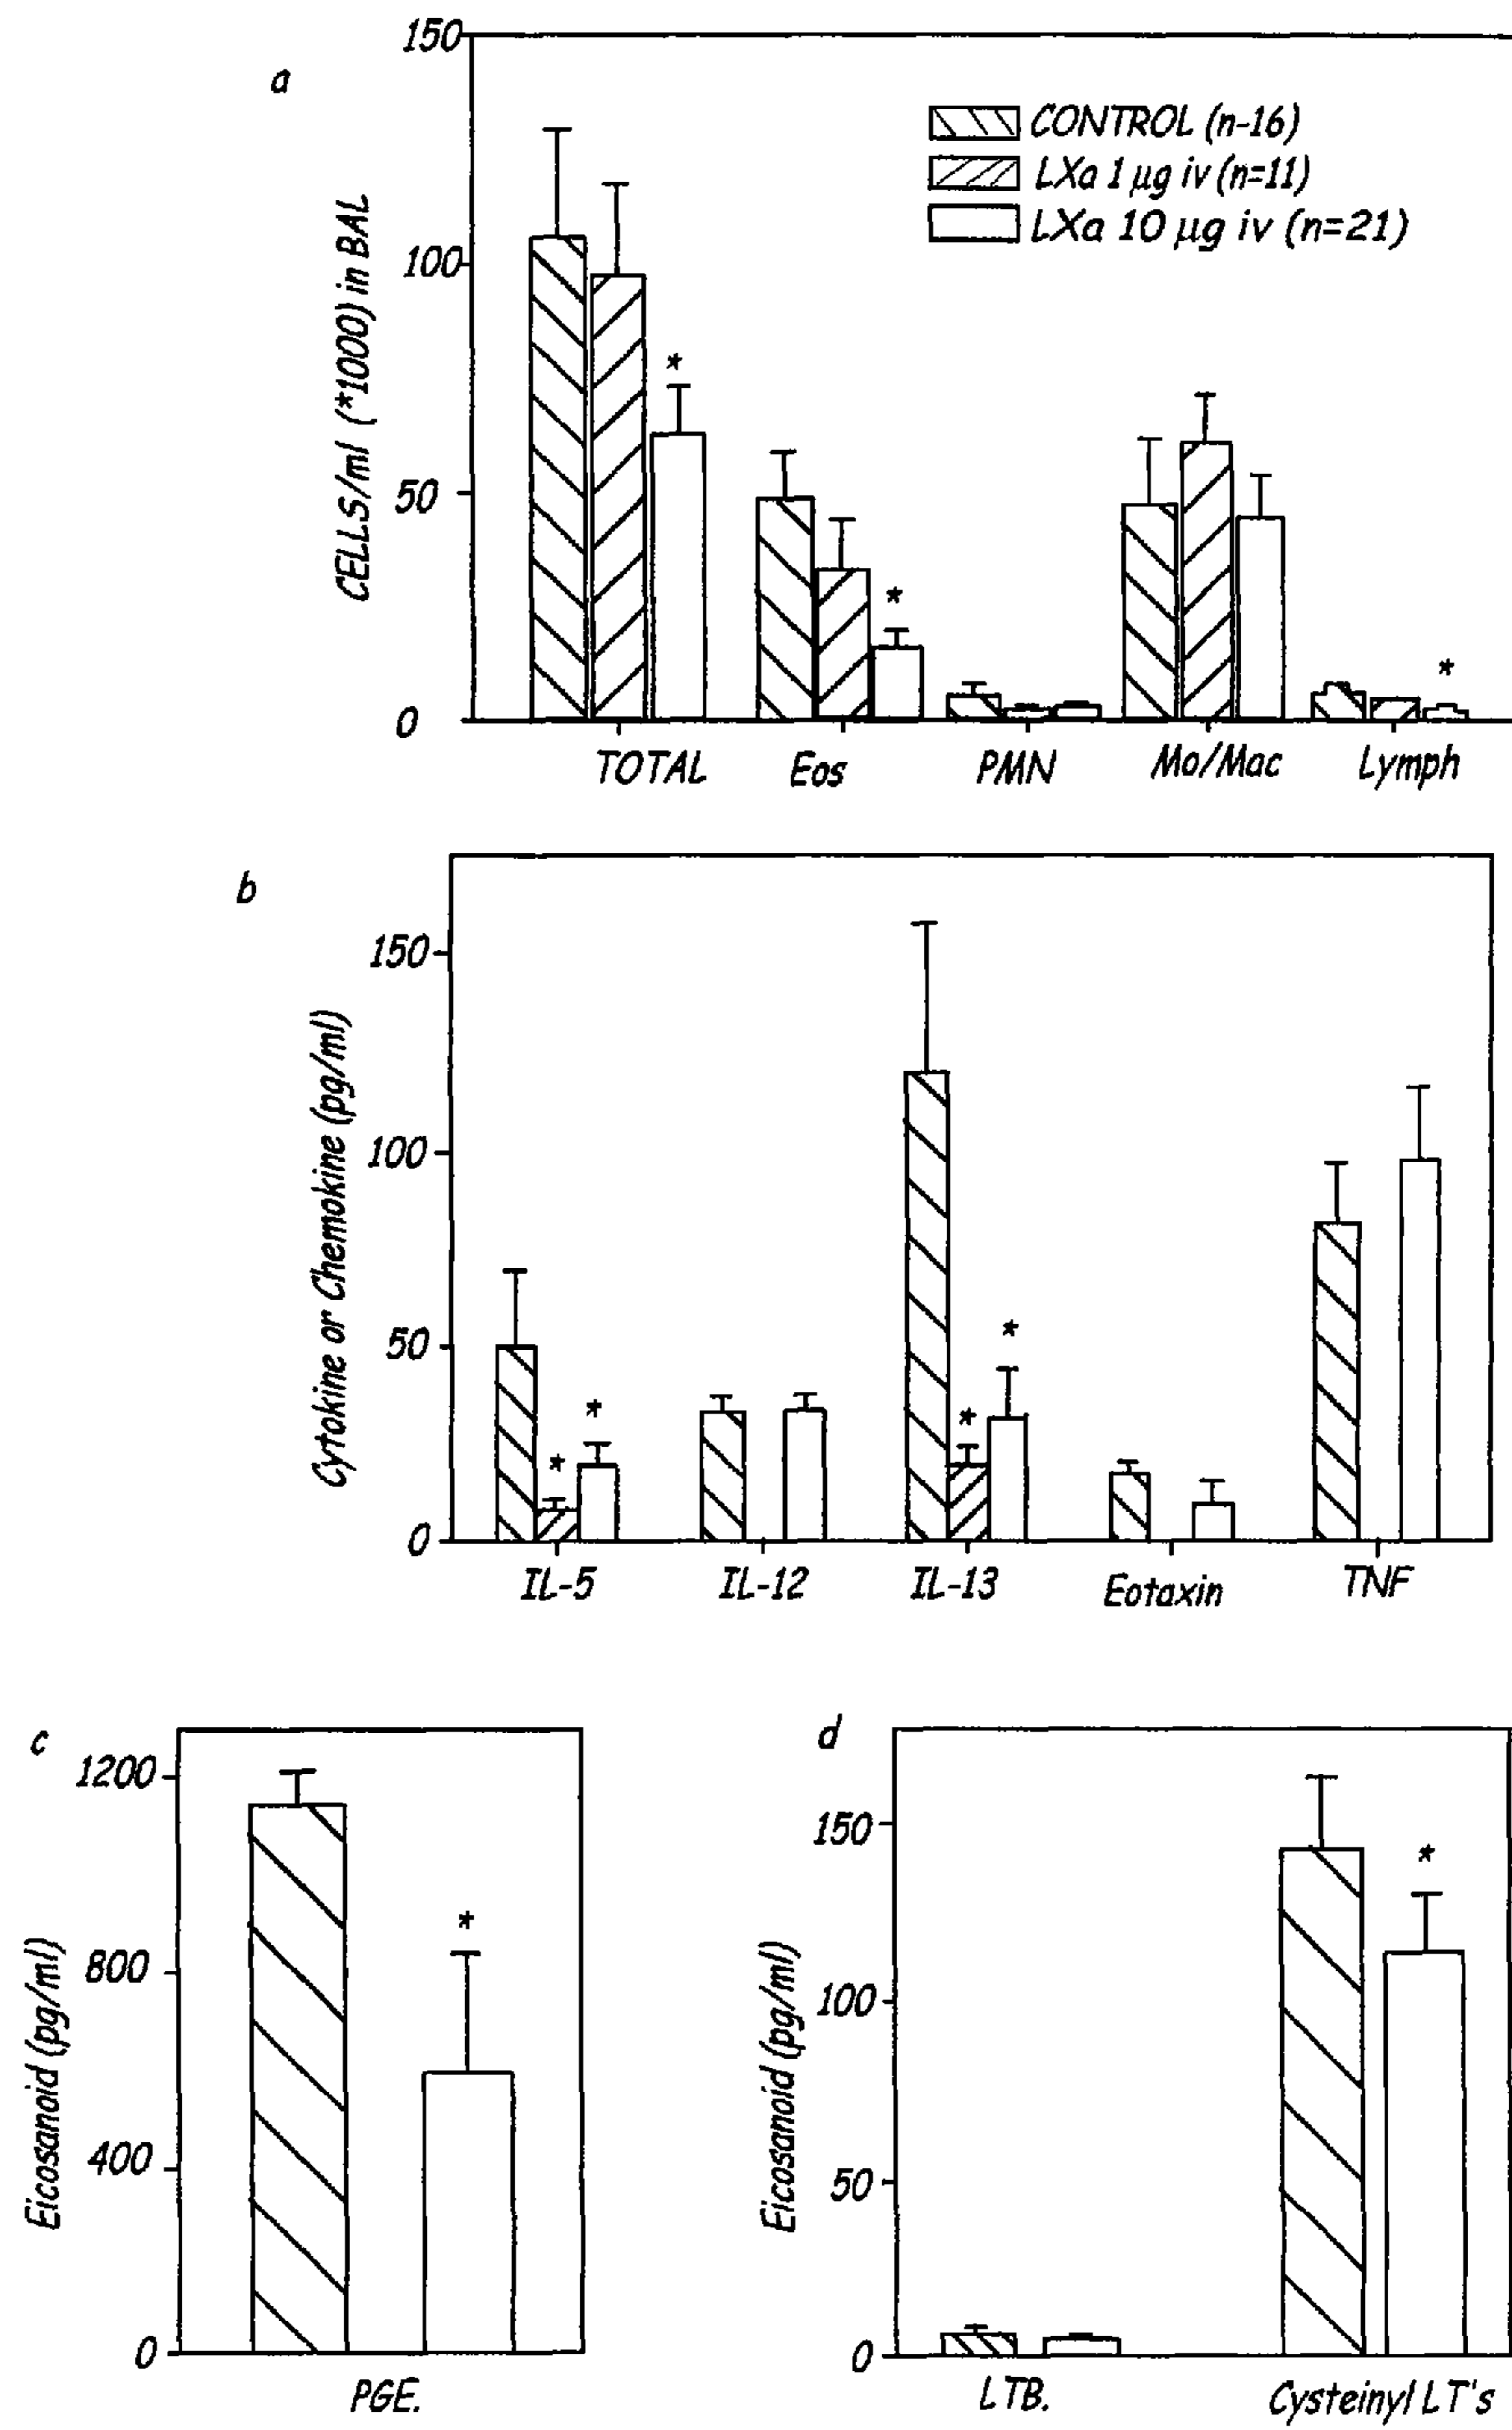 a
150
100
50
0
CELLS/ml (*1000) in BAL
CONTROL (n-16)
LXa 1 µg iv (n=11)
LXa 10 µg iv (n=21)
*
*
*
TOTAL Eos PMN Mo/Mac Lymph
b
150
100
50
0
Cytokine or Chemokine (pg/ml)
*
*
*
*
IL-5 IL-12 IL-13 Eotaxin TNF
c
1200
800
400
0
Eicosanoid (pg/ml)
*
PGE.
d
150
100
50
0
Eicosanoid (pg/ml)
*
LTB. Cysteinyl LT's